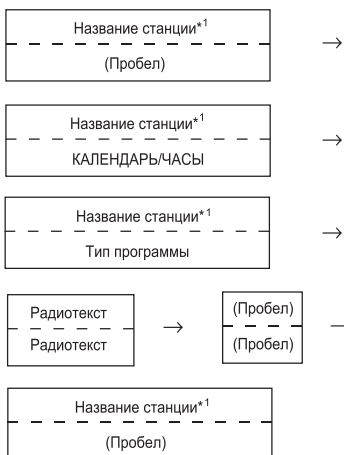 Название станции*1
(Пробел)
→
Название станции*1
КАЛЕНДАРЬ/ЧАСЫ
→
Название станции*1
Тип программы
→
Радиотекст
Радиотекст
→
(Пробел)
(Пробел)
Название станции*1
(Пробел)